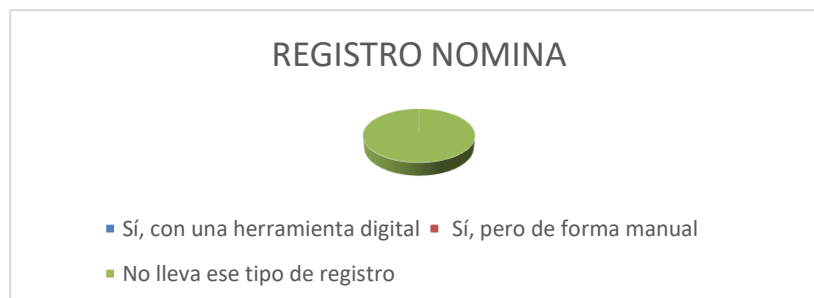 REGISTRO NOMINA
Sí, con una herramienta digital Sí, pero de forma manual
No lleva ese tipo de registro